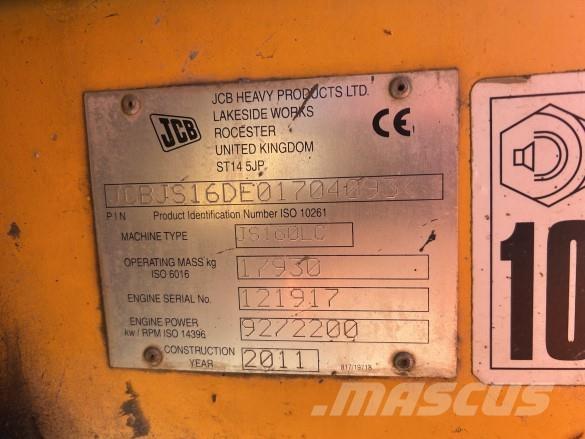 JCB
JCB HEAVY PRODUCTS LTD.
LAKESIDE WORKS
ROCESTER
UNITED KINGDOM
ST14 5JP
CE
PIN Product Identification Number ISO 10261
MACHINE TYPE JS160LC
OPERATING MASS kg 17930
ISO 6016
ENGINE SERIAL No. 121917
ENGINE POWER 92/2200
kw / RPM ISO 14396
CONSTRUCTION YEAR 2011
817/19718
10
MASCUS